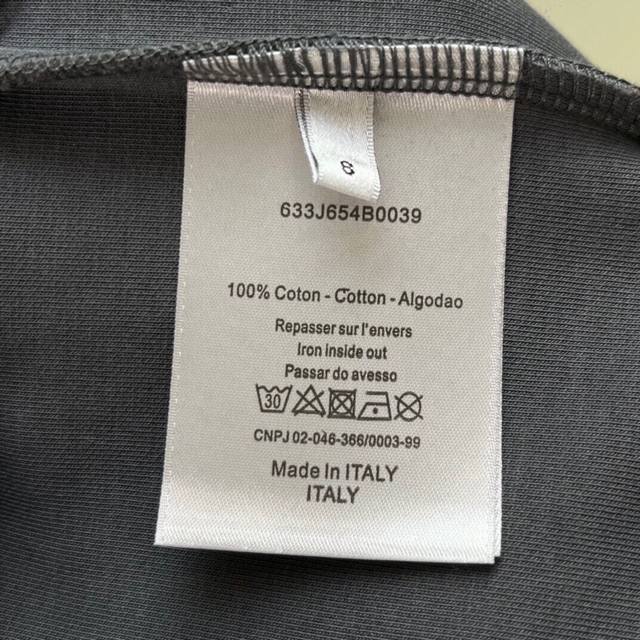 8
633J654B0039
100% Coton - Cotton - Algodao
Repasser sur l'envers
Iron inside out
Passar do avesso
30
CNPJ 02-046-366/0003-99
Made In ITALY
ITALY